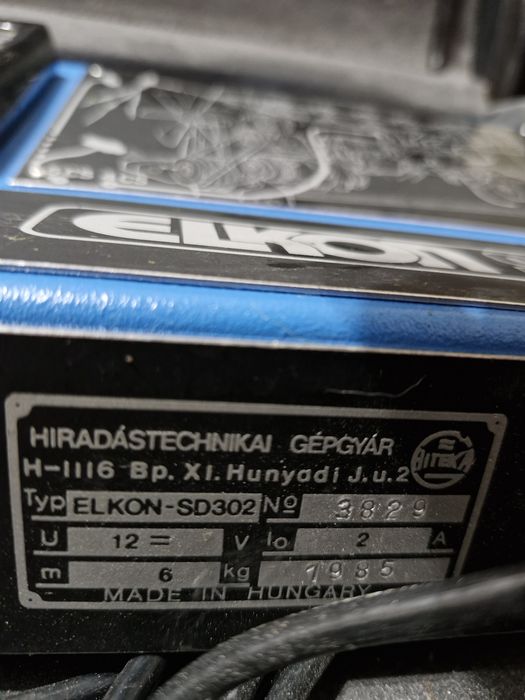 ELKON
HIRADÁSTECHNIKAI GÉPGYÁR
H-1116 Bp. XI. Hunyadi J. u. 2
HITEKA
Typ ELKON-SD302 Nº 3829
U 12 = V Io 2 A
m 6 kg 1985
MADE IN HUNGARY